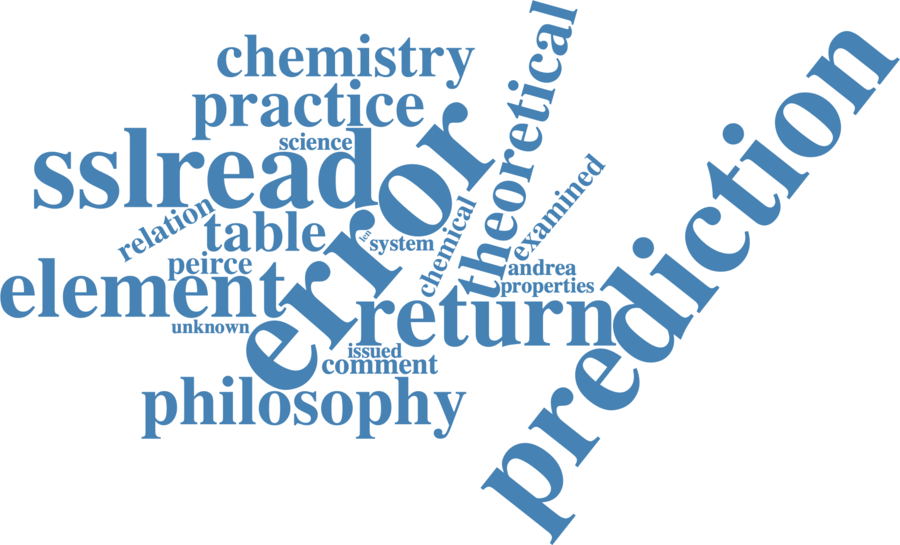 chemistry
theoretical
prediction
practice
error
science
sslread
relation
table
len
system
chemical
examined
peirce
andrea
element
properties
unknown
return
issued
comment
philosophy